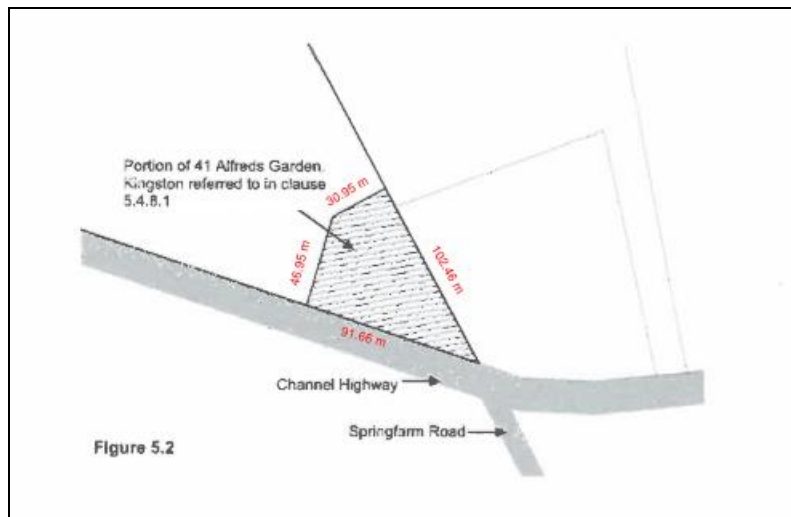 Portion of 41 Alfreds Garden,
Kingston referred to in clause
5.4.8.1
30.95 m
46.95 m
102.46 m
91.66 m
Channel Highway
Springfarm Road
Figure 5.2